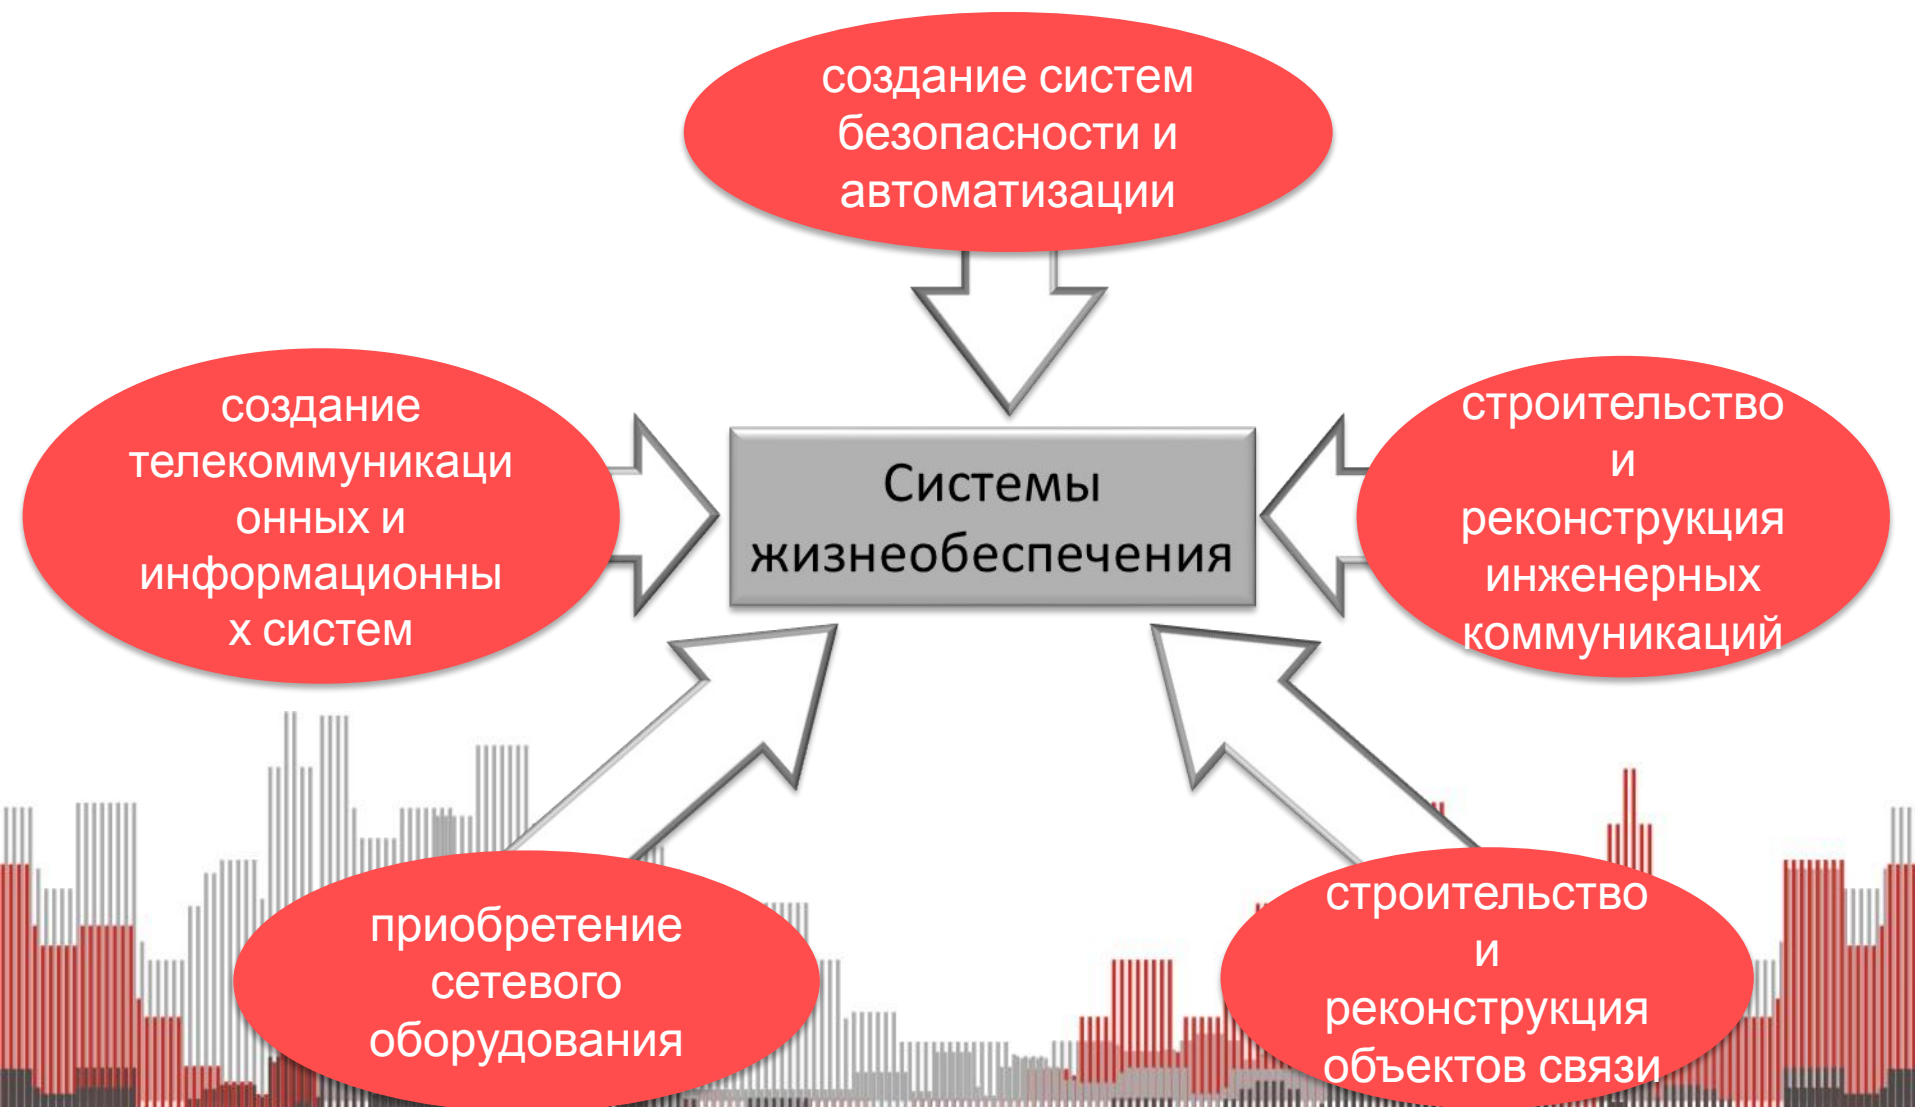 создание систем
безопасности и
автоматизации
создание
телекоммуникаци
онных и
информационны
х систем
Системы
жизнеобеспечения
строительство
и
реконструкция
инженерных
коммуникаций
приобретение
сетевого
оборудования
строительство
и
реконструкция
объектов связи